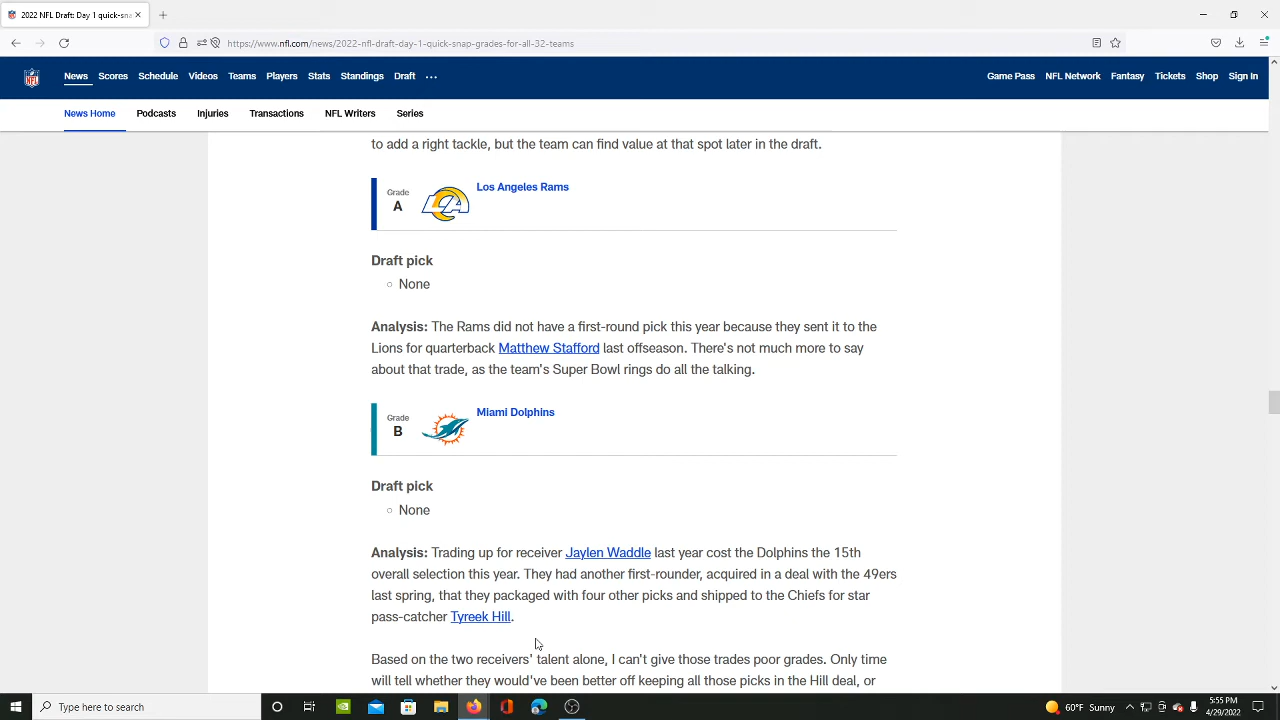 2022 NFL Draft: Day 1 quick-sna
https://www.nfl.com/news/2022-nfl-draft-day-1-quick-snap-grades-for-all-32-teams
News Scores Schedule Videos Teams Players Stats Standings Draft ... Game Pass NFL Network Fantasy Tickets Shop Sign In
News Home Podcasts Injuries Transactions NFL Writers Series
to add a right tackle, but the team can find value at that spot later in the draft.
Grade
A
Los Angeles Rams
Draft pick
None
Analysis: The Rams did not have a first-round pick this year because they sent it to the
Lions for quarterback Matthew Stafford last offseason. There's not much more to say
about that trade, as the team's Super Bowl rings do all the talking.
Grade
B
Miami Dolphins
Draft pick
None
Analysis: Trading up for receiver Jaylen Waddle last year cost the Dolphins the 15th
overall selection this year. They had another first-rounder, acquired in a deal with the 49ers
last spring, that they packaged with four other picks and shipped to the Chiefs for star
pass-catcher Tyreek Hill.
Based on the two receivers' talent alone, I can't give those trades poor grades. Only time
will tell whether they would've been better off keeping all those picks in the Hill deal, or
Type here to search
60°F Sunny
5:55 PM
4/29/2022